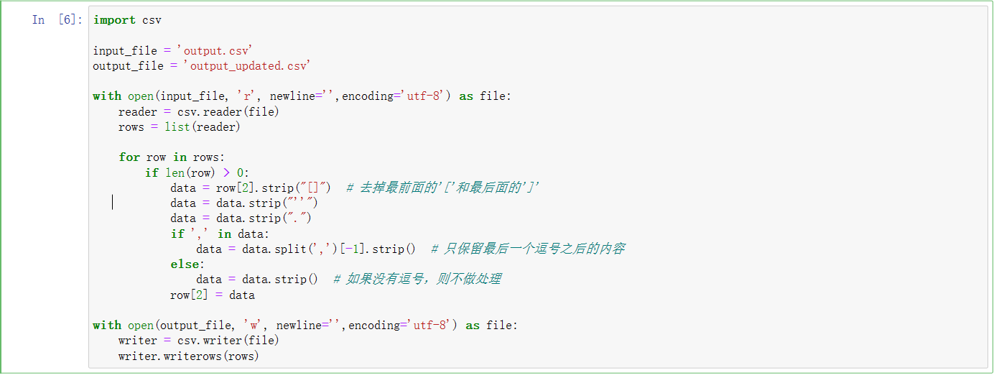 In [6]:
import csv
input_file = 'output.csv'
output_file = 'output_updated.csv'
with open(input_file, 'r', newline='',encoding='utf-8') as file:
    reader = csv.reader(file)
    rows = list(reader)
    for row in rows:
        if len(row) > 0:
            data = row[2].strip("[]")  # 去掉最前面的'['和最后面的']'
            data = data.strip("''")
            data = data.strip(".")
            if ',' in data:
                data = data.split(',')[-1].strip()  # 只保留最后一个逗号之后的内容
            else:
                data = data.strip()  # 如果没有逗号，则不做处理
            row[2] = data
with open(output_file, 'w', newline='',encoding='utf-8') as file:
    writer = csv.writer(file)
    writer.writerows(rows)